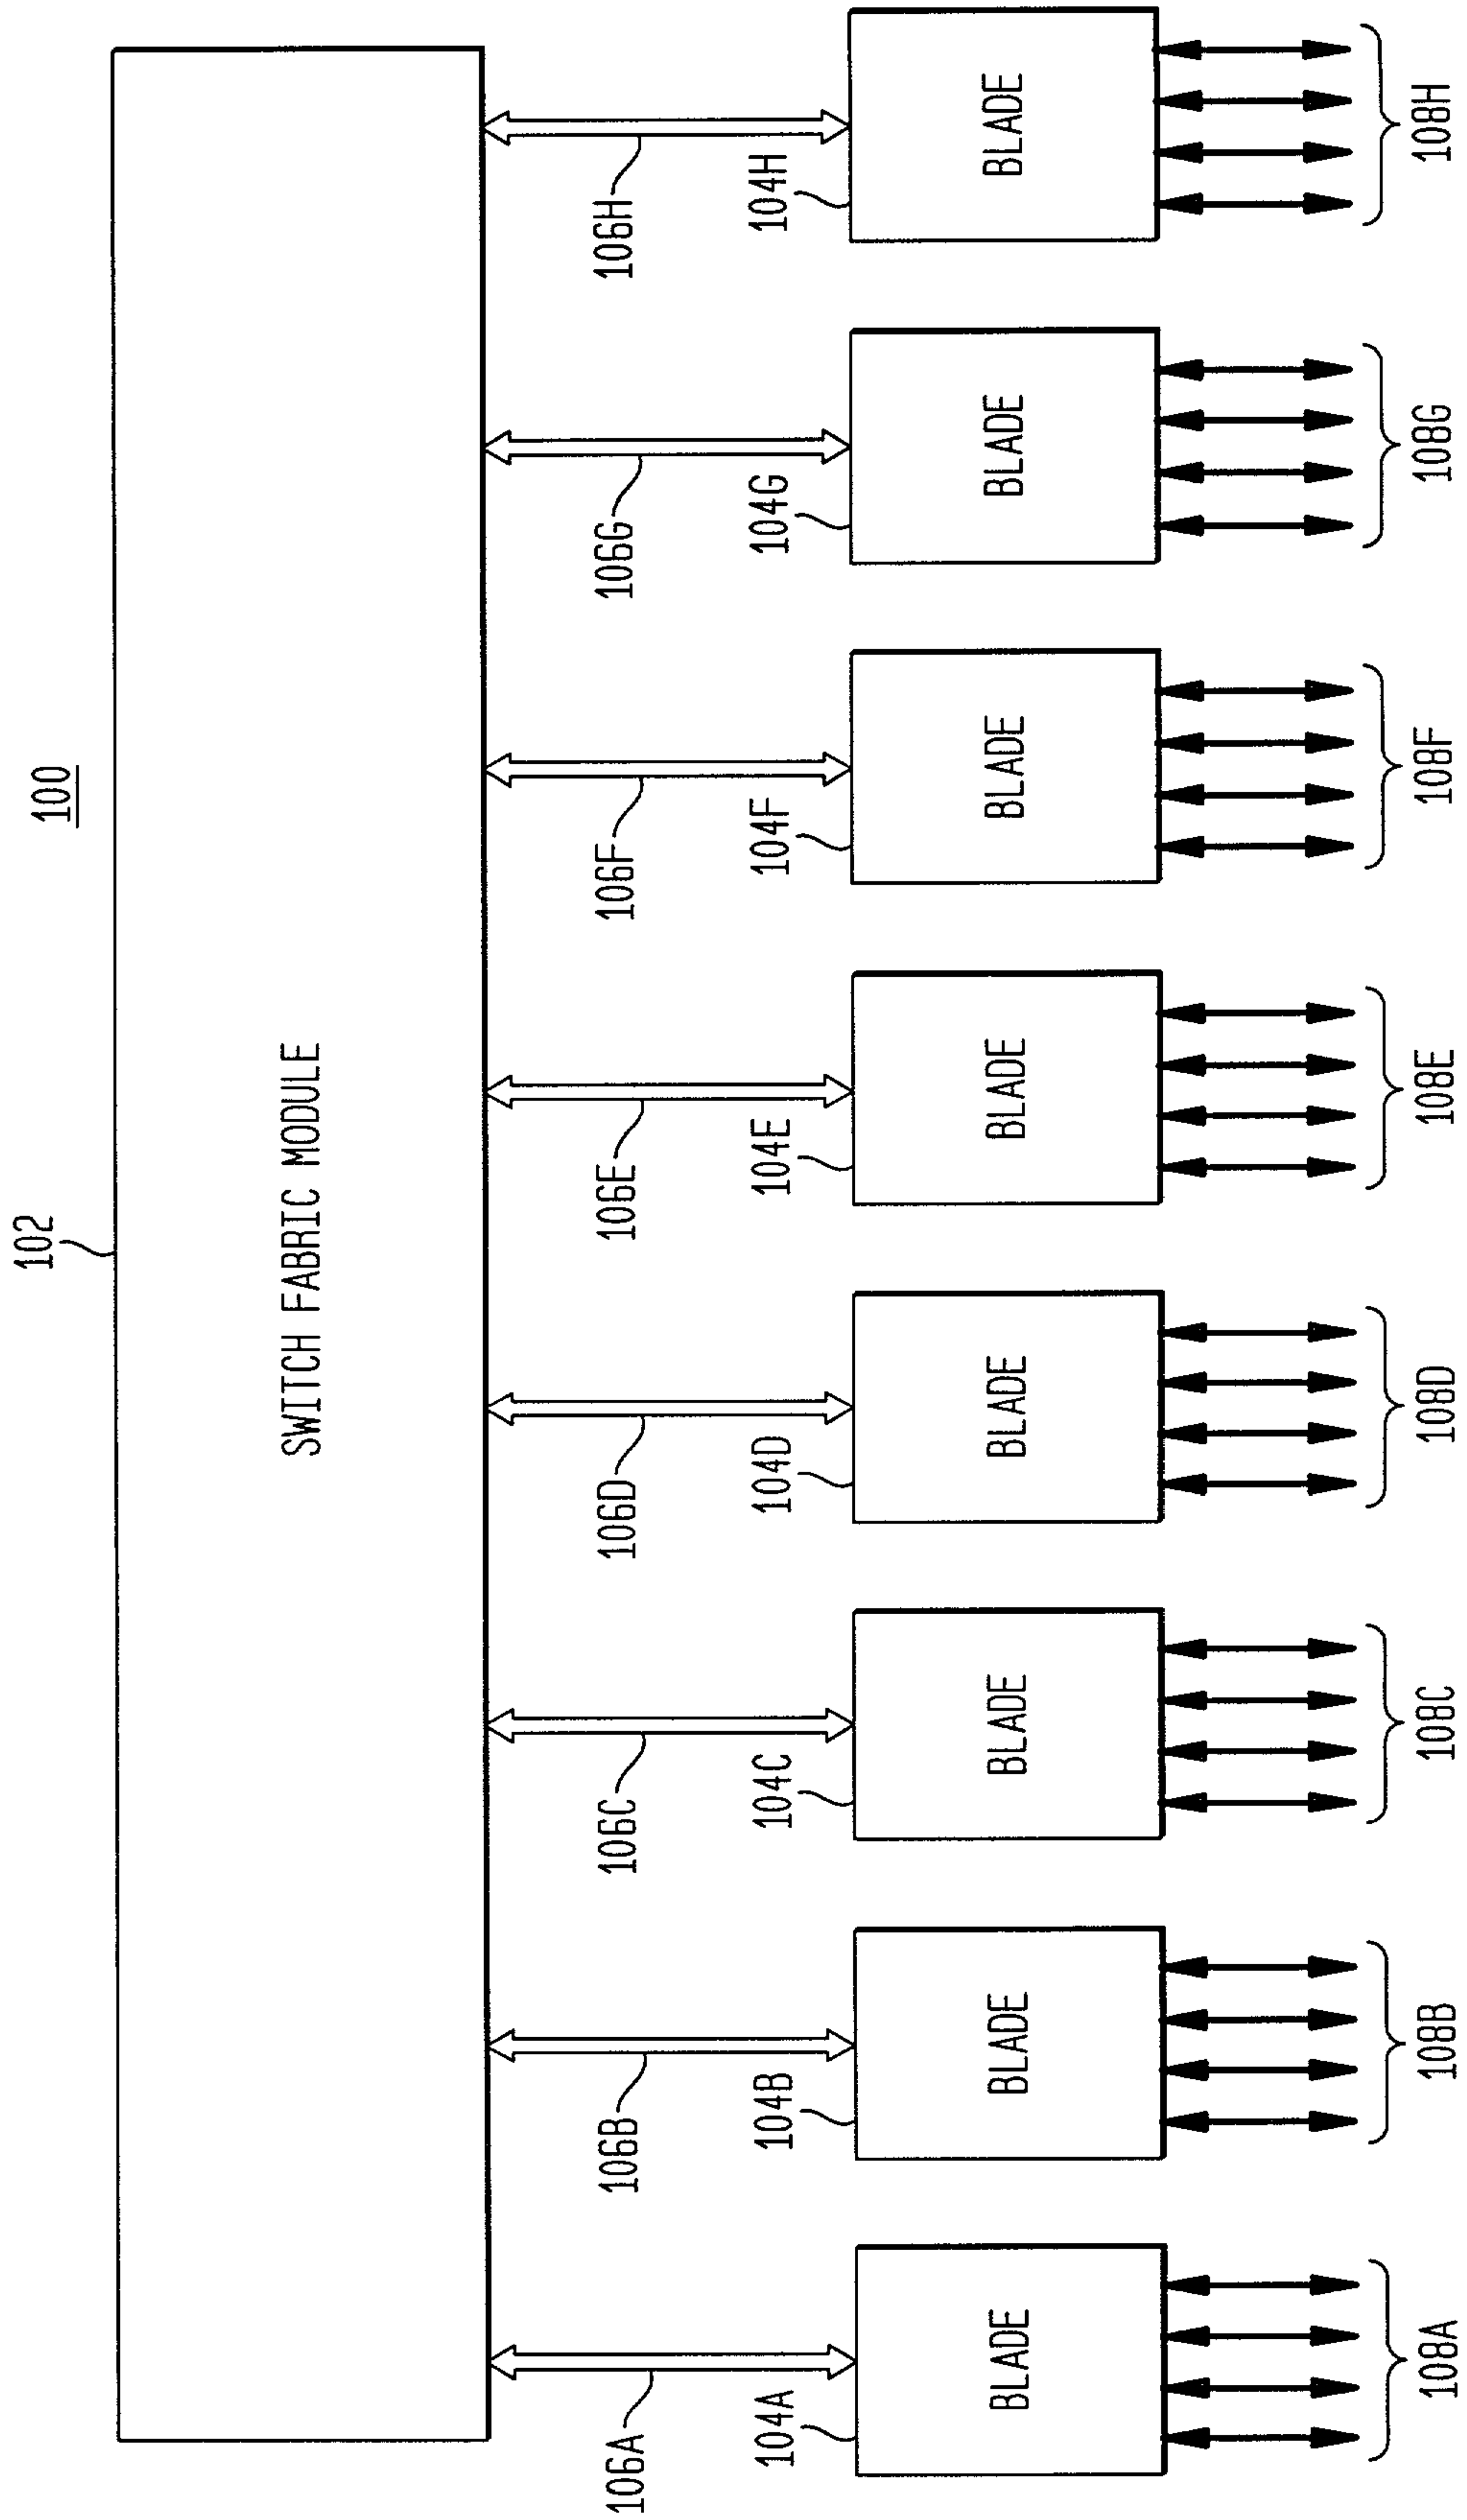 100
102
SWITCH FABRIC MODULE
106A
106B
106C
106D
106E
106F
106G
106H
104A
104B
104C
104D
104E
104F
104G
104H
BLADE
BLADE
BLADE
BLADE
BLADE
BLADE
BLADE
BLADE
108A
108B
108C
108D
108E
108F
108G
108H